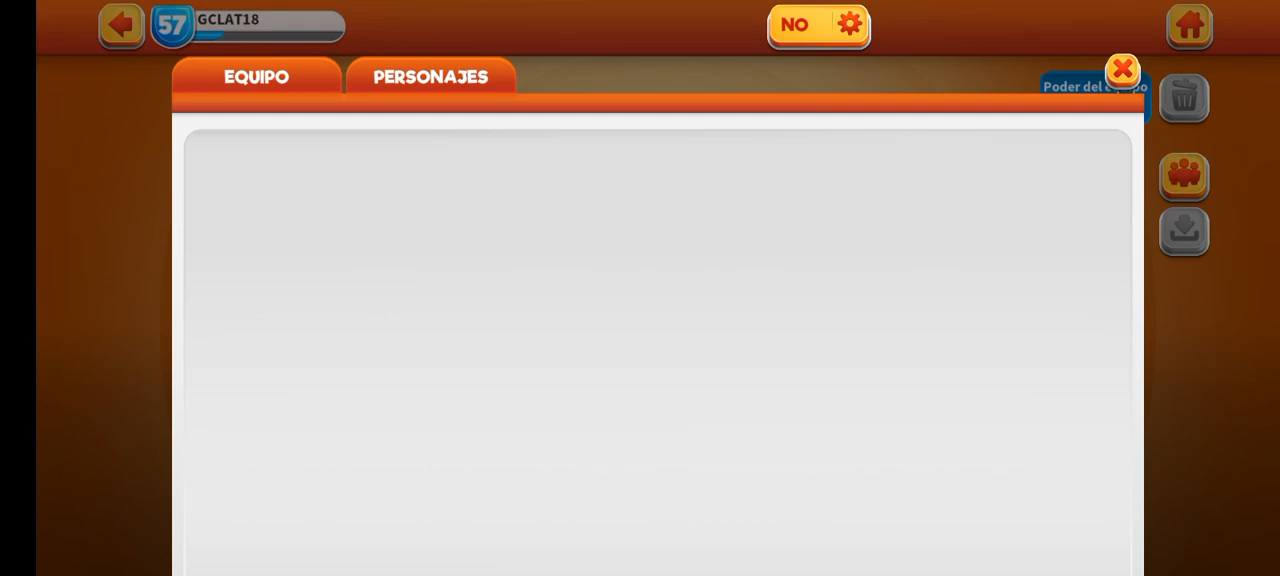 57
GCLAT18
NO
EQUIPO
PERSONAJES
Poder del